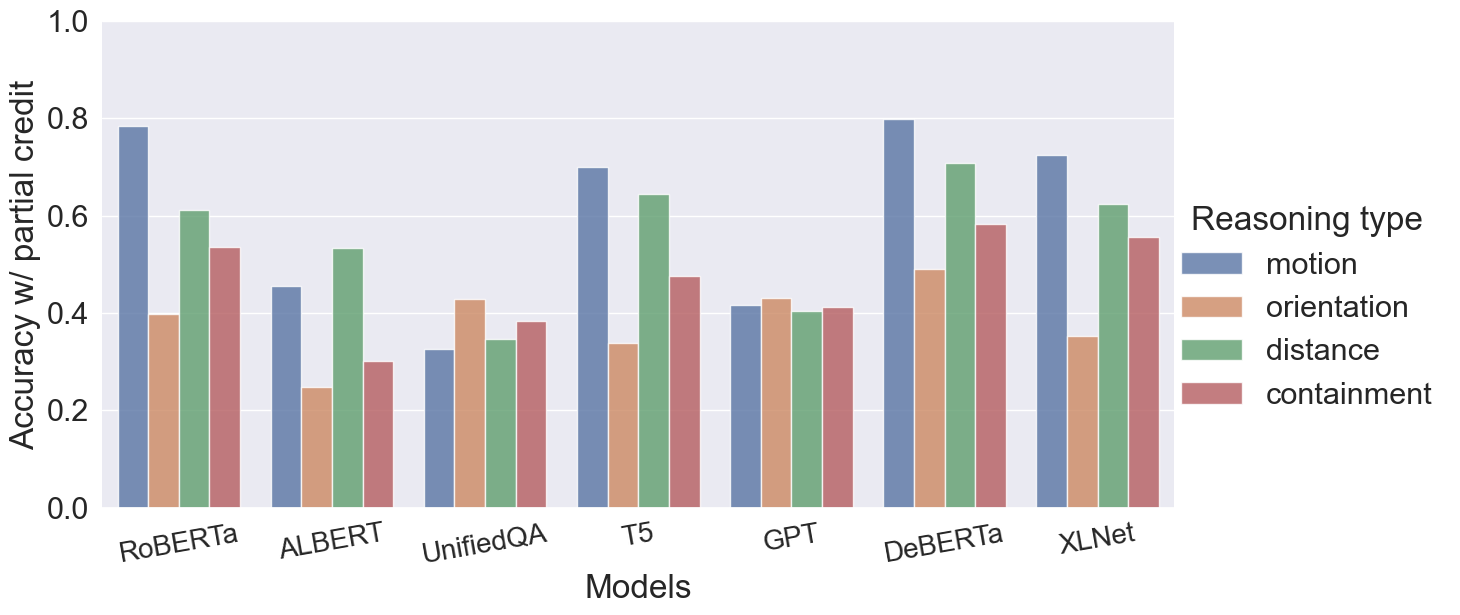 Accuracy w/ partial credit
1.0
0.8
0.6
0.4
0.2
0.0
RoBERTa ALBERT UnifiedQA T5 GPT DeBERTa XLNet
Models
Reasoning type
motion
orientation
distance
containment